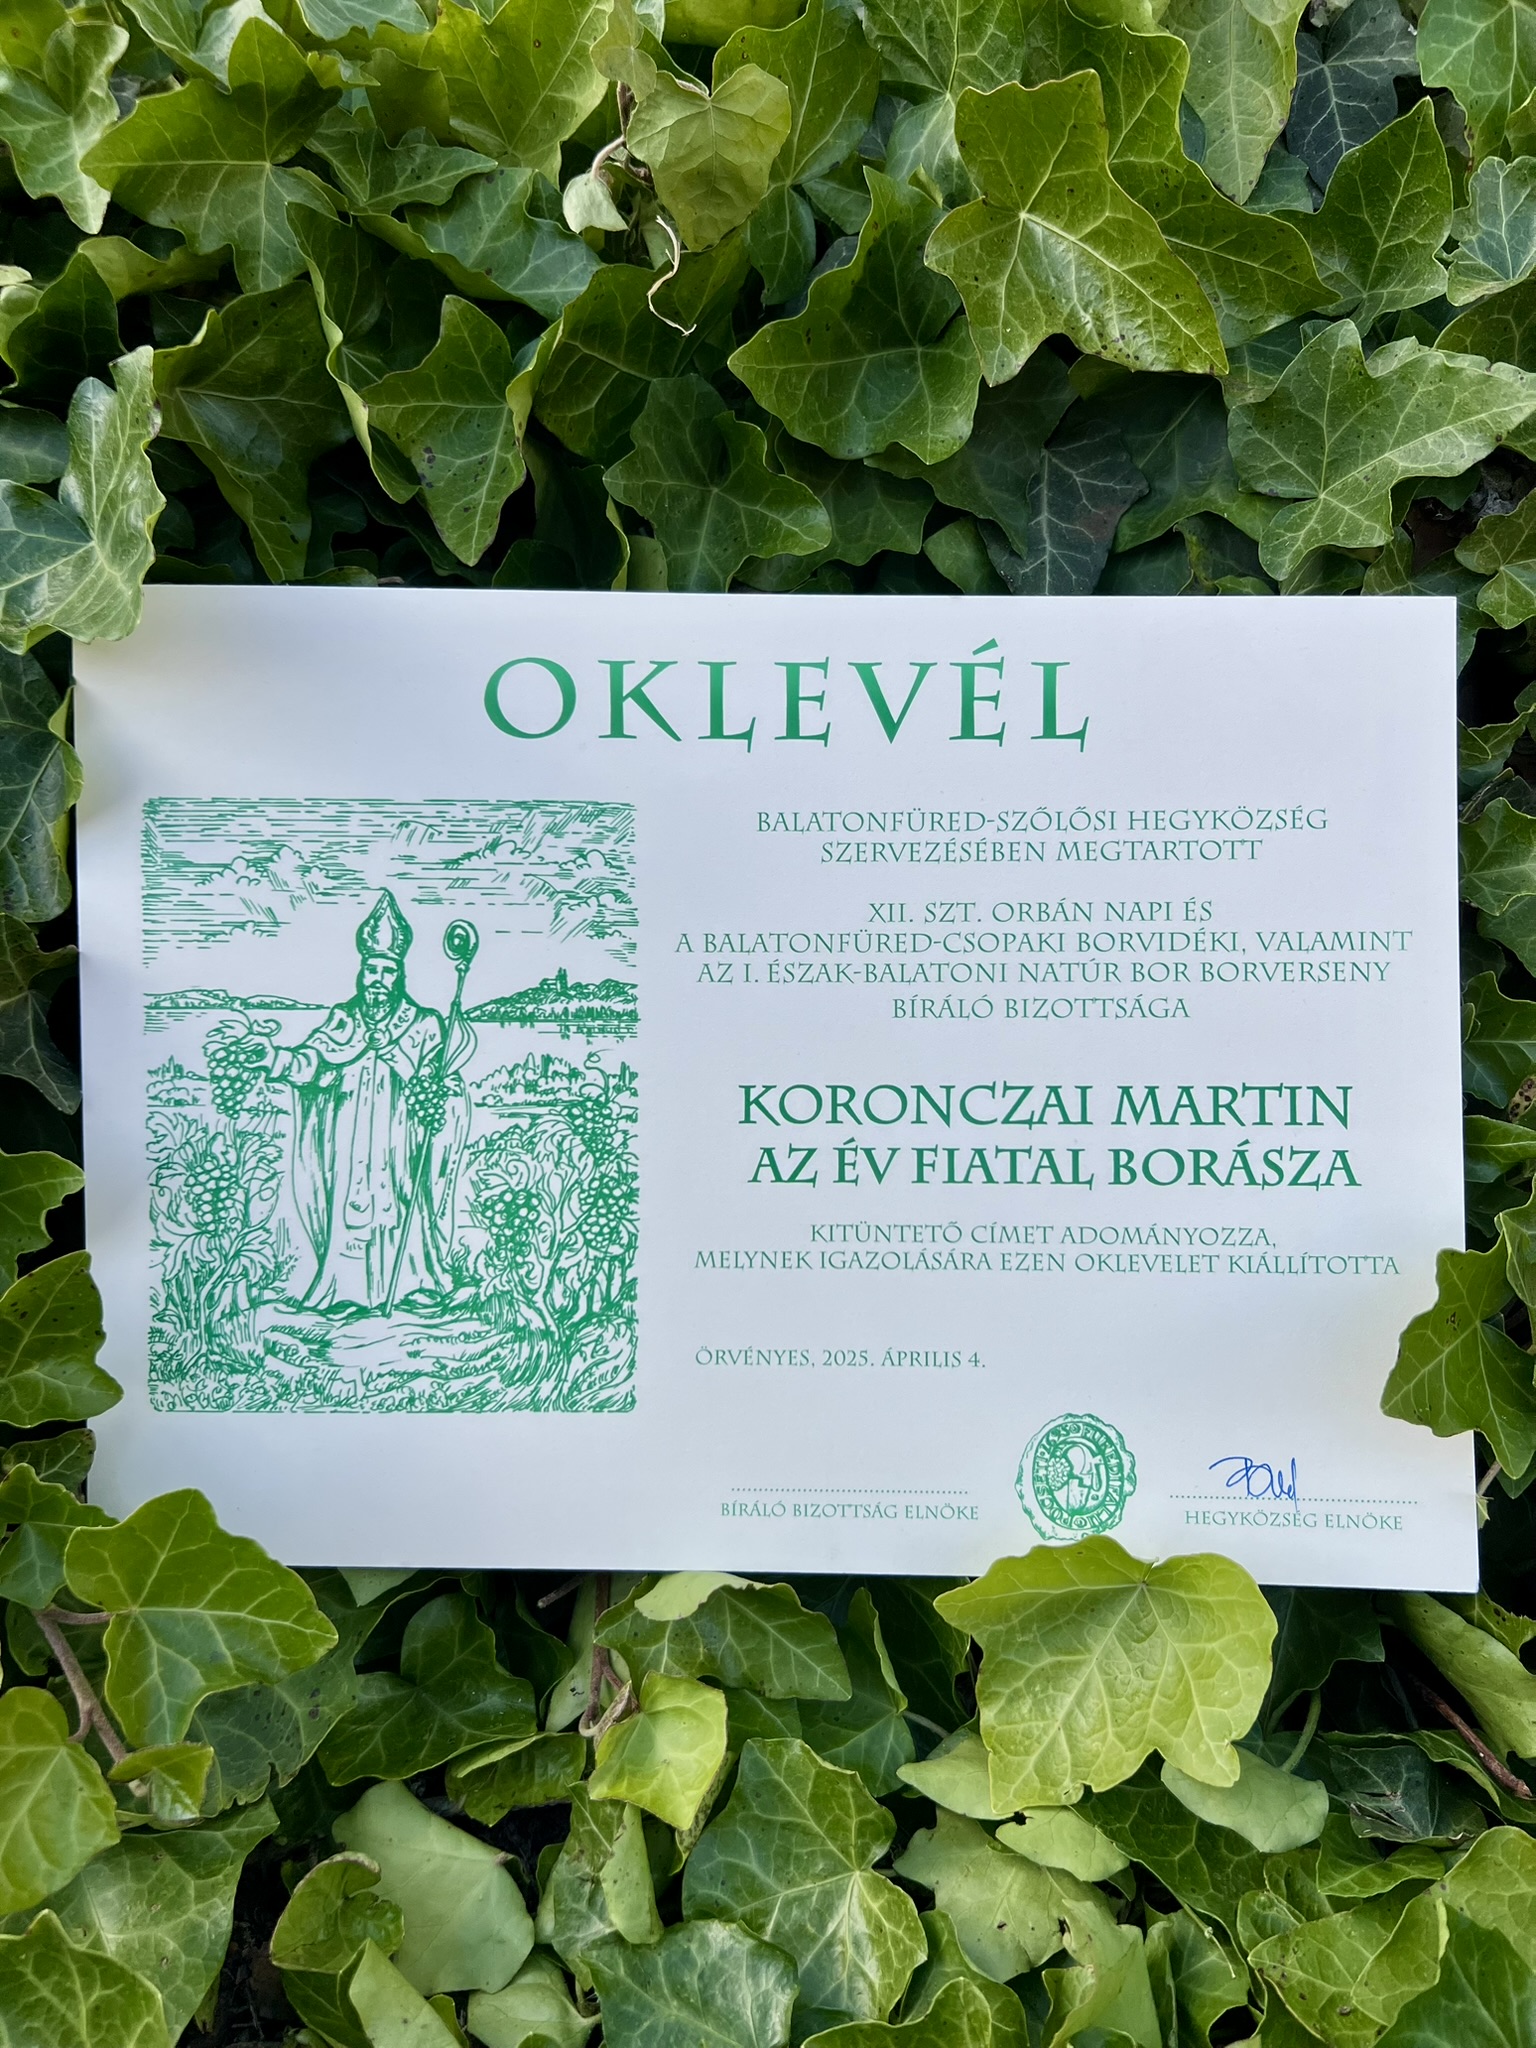 OKLEVÉL
BALATONFÜRED-SZŐLŐSI HEGYKÖZSÉG
SZERVEZÉSÉBEN MEGTARTOTT
XII. SZT. ORBÁN NAPI ÉS
A BALATONFÜRED-CSOPAKI BORVIDÉKI, VALAMINT
AZ I. ÉSZAK-BALATONI NATÚR BOR BORVERSENY
BÍRÁLÓ BIZOTTSÁGA
KORONCZAI MARTIN
AZ ÉV FIATAL BORÁSZA
KITÜNTETŐ CÍMET ADOMÁNYOZZA,
MELYNEK IGAZOLÁSÁRA EZEN OKLEVELET KIÁLLÍTOTTA
ÖRVÉNYES, 2025. ÁPRILIS 4.
BÍRÁLÓ BIZOTTSÁG ELNÖKE
HEGYKÖZSÉG ELNÖKE